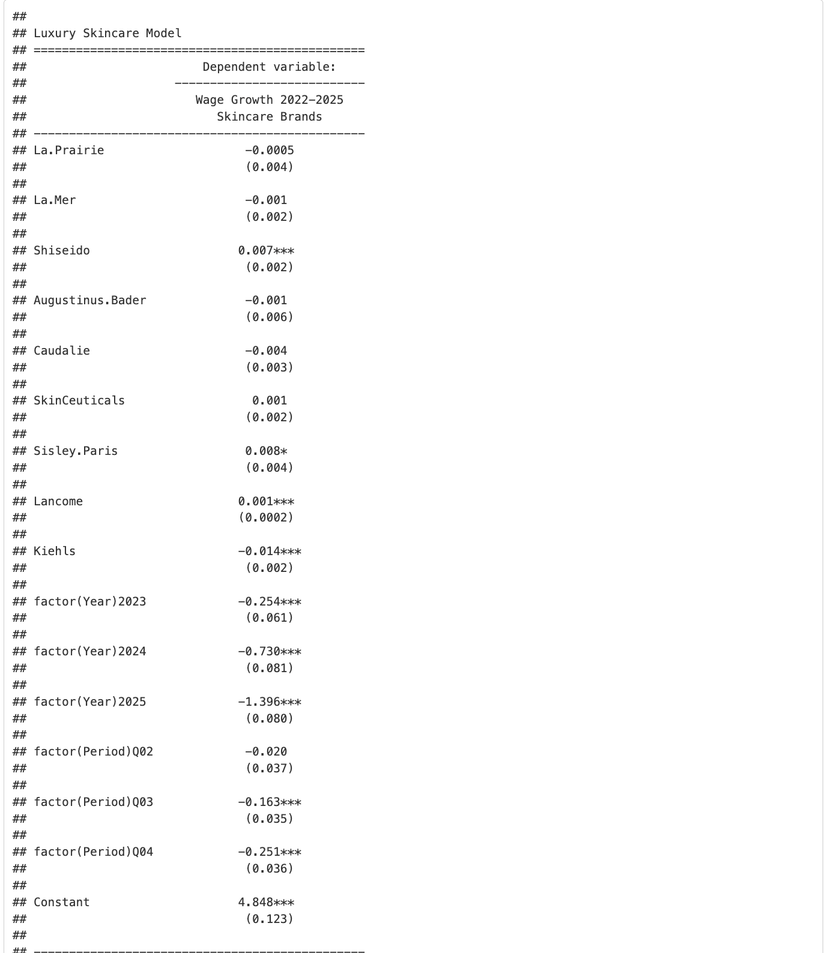 ##
## Luxury Skincare Model
## ===============================================
##                         Dependent variable:
##                     ---------------------------
##                        Wage Growth 2022-2025
##                           Skincare Brands
## -----------------------------------------------
## La.Prairie                    -0.0005
##                               (0.004)
##
## La.Mer                        -0.001
##                               (0.002)
##
## Shiseido                     0.007***
##                               (0.002)
##
## Augustinus.Bader              -0.001
##                               (0.006)
##
## Caudalie                      -0.004
##                               (0.003)
##
## SkinCeuticals                  0.001
##                               (0.002)
##
## Sisley.Paris                  0.008*
##                               (0.004)
##
## Lancome                      0.001***
##                              (0.0002)
##
## Kiehls                       -0.014***
##                               (0.002)
##
## factor(Year)2023             -0.254***
##                               (0.061)
##
## factor(Year)2024             -0.730***
##                               (0.081)
##
## factor(Year)2025             -1.396***
##                               (0.080)
##
## factor(Period)Q02             -0.020
##                               (0.037)
##
## factor(Period)Q03            -0.163***
##                               (0.035)
##
## factor(Period)Q04            -0.251***
##                               (0.036)
##
## Constant                     4.848***
##                               (0.123)
##
## -----------------------------------------------